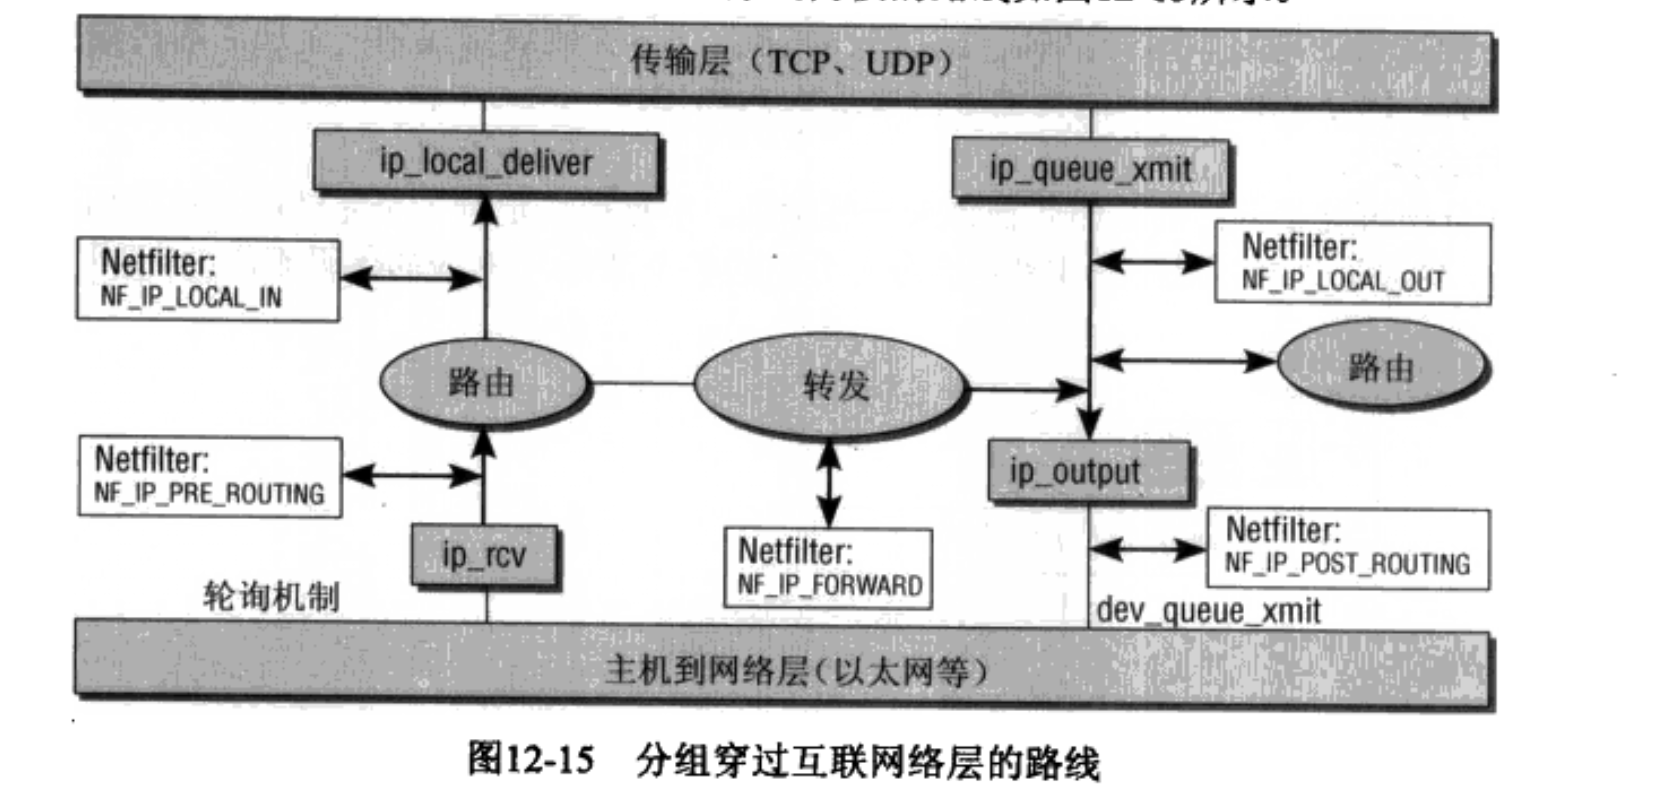 传输层（TCP、UDP）
ip_local_deliver
ip_queue_xmit
Netfilter:
NF_IP_LOCAL_IN
Netfilter:
NF_IP_LOCAL_OUT
路由
转发
路由
Netfilter:
NF_IP_PRE_ROUTING
ip_output
ip_rcv
Netfilter:
NF_IP_FORWARD
Netfilter:
NF_IP_POST_ROUTING
轮询机制
dev_queue_xmit
主机到网络层(以太网等)
图12-15 分组穿过互联网络层的路线